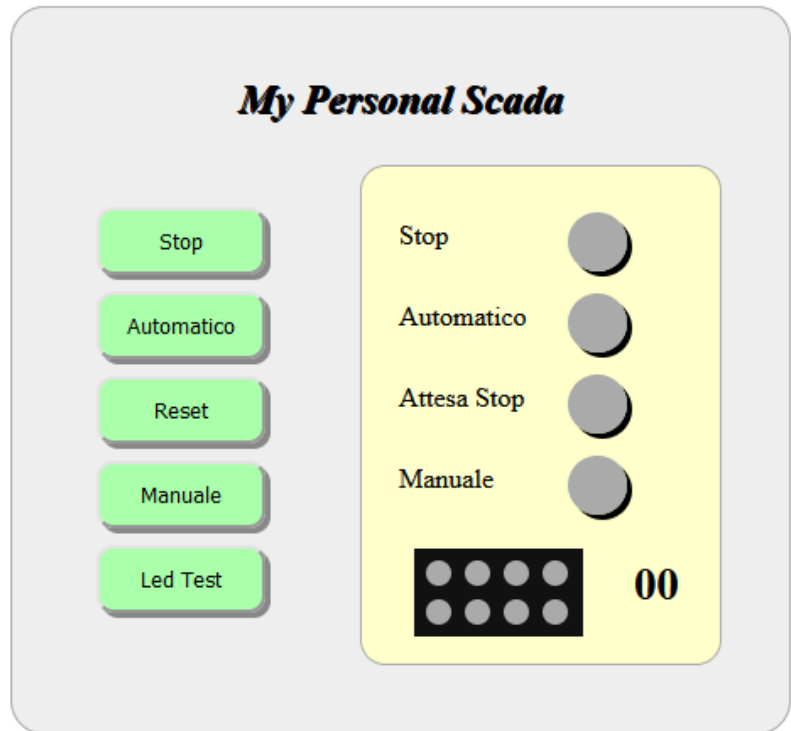 My Personal Scada
Stop
Automatico
Reset
Manuale
Led Test
Stop
Automatico
Attesa Stop
Manuale
00